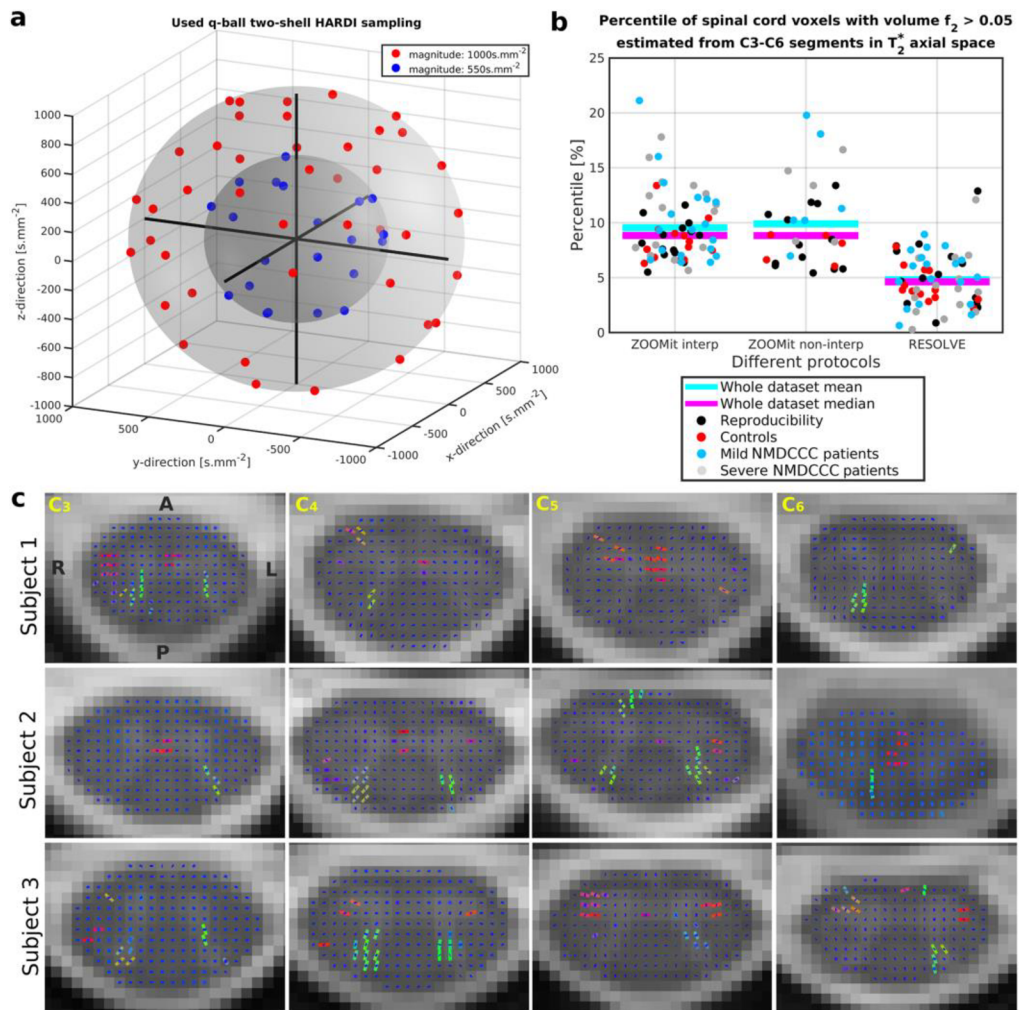 a
Used q-ball two-shell HARDI sampling
magnitude: 1000s.mm-2
magnitude: 550s.mm-2
1000
800
600
400
200
0
-200
-400
-600
-800
-1000
z-direction [s.mm-2]
1000
500
0
-500
-1000
y-direction [s.mm-2]
-1000
-500
0
500
1000
x-direction [s.mm-2]
b
Percentile of spinal cord voxels with volume f2 > 0.05
estimated from C3-C6 segments in T2* axial space
25
20
15
10
5
0
Percentile [%]
ZOOMit interp
ZOOMit non-interp
RESOLVE
Different protocols
Whole dataset mean
Whole dataset median
Reproducibility
Controls
Mild NMDCCC patients
Severe NMDCCC patients
c
C3
C4
C5
C6
A
R
L
P
Subject 1
Subject 2
Subject 3